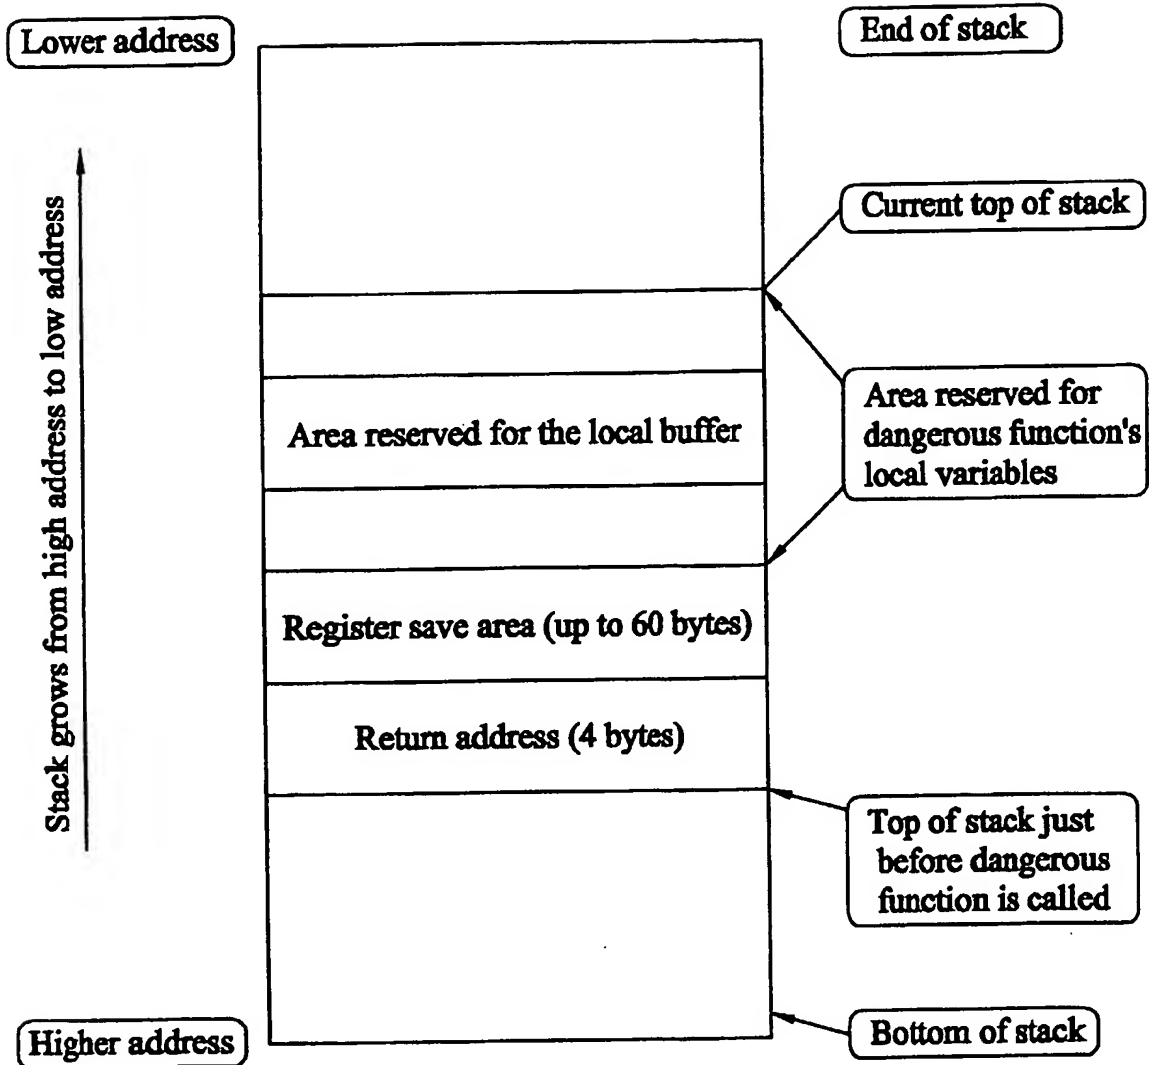 Lower address
End of stack
Stack grows from high address to low address
Current top of stack
Area reserved for the local buffer
Area reserved for
dangerous function's
local variables
Register save area (up to 60 bytes)
Return address (4 bytes)
Top of stack just
before dangerous
function is called
Higher address
Bottom of stack